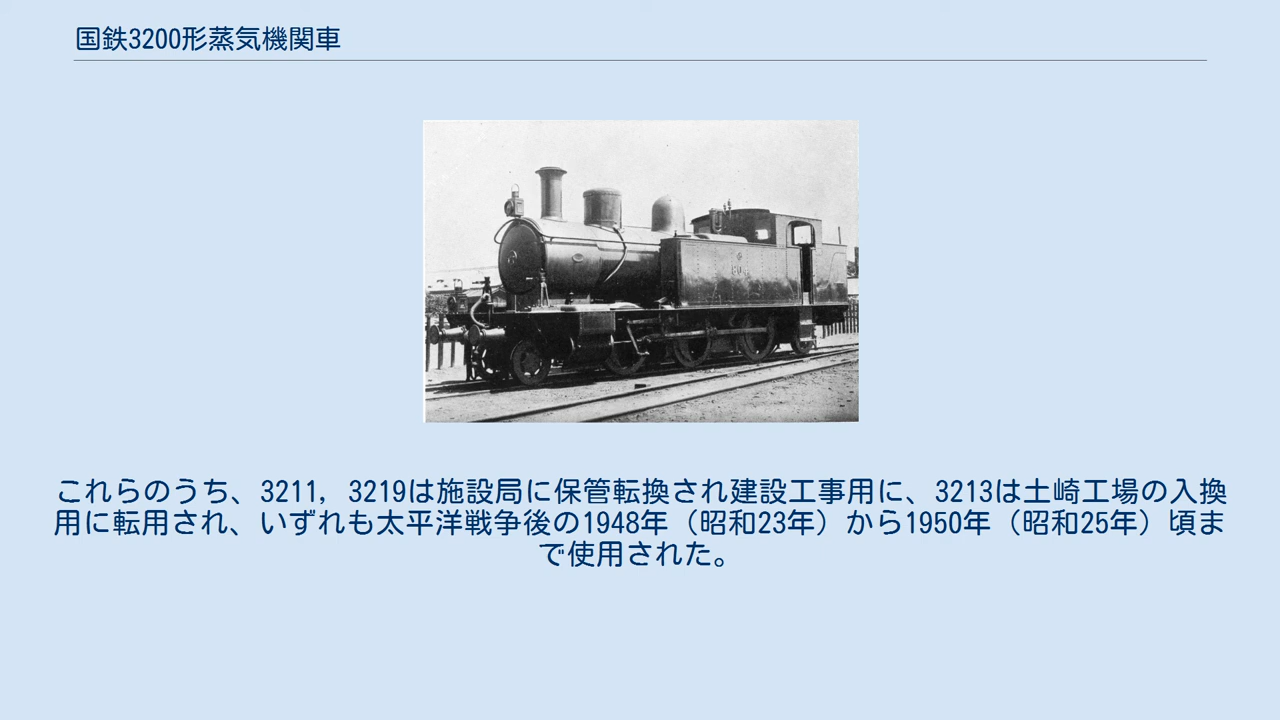 国鉄3200形蒸気機関車
これらのうち、3211，3219は施設局に保管転換され建設工事用に、3213は土崎工場の入換
用に転用され、いずれも太平洋戦争後の1948年（昭和23年）から1950年（昭和25年）頃ま
で使用された。